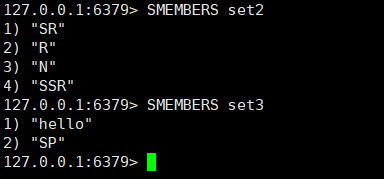 127.0.0.1:6379> SMEMBERS set2
1) "SR"
2) "R"
3) "N"
4) "SSR"
127.0.0.1:6379> SMEMBERS set3
1) "hello"
2) "SP"
127.0.0.1:6379>